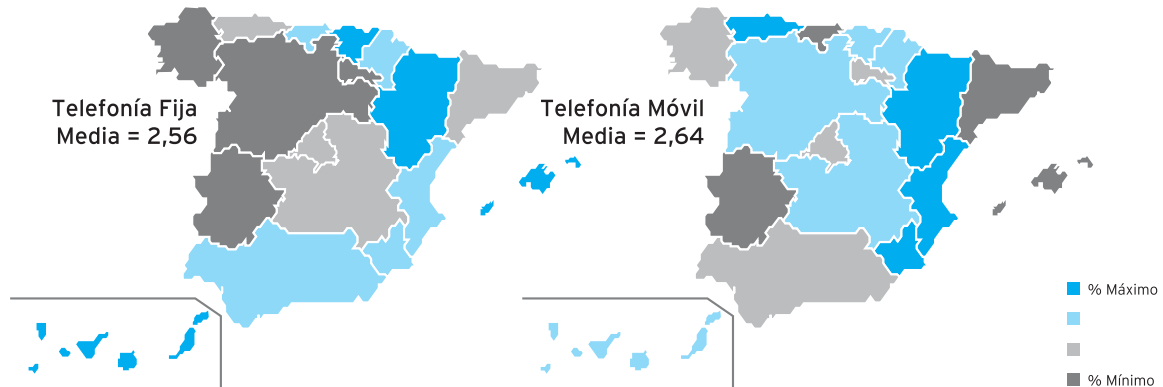 Telefonía Fija
Media = 2,56
Telefonía Móvil
Media = 2,64
% Máximo
% Mínimo